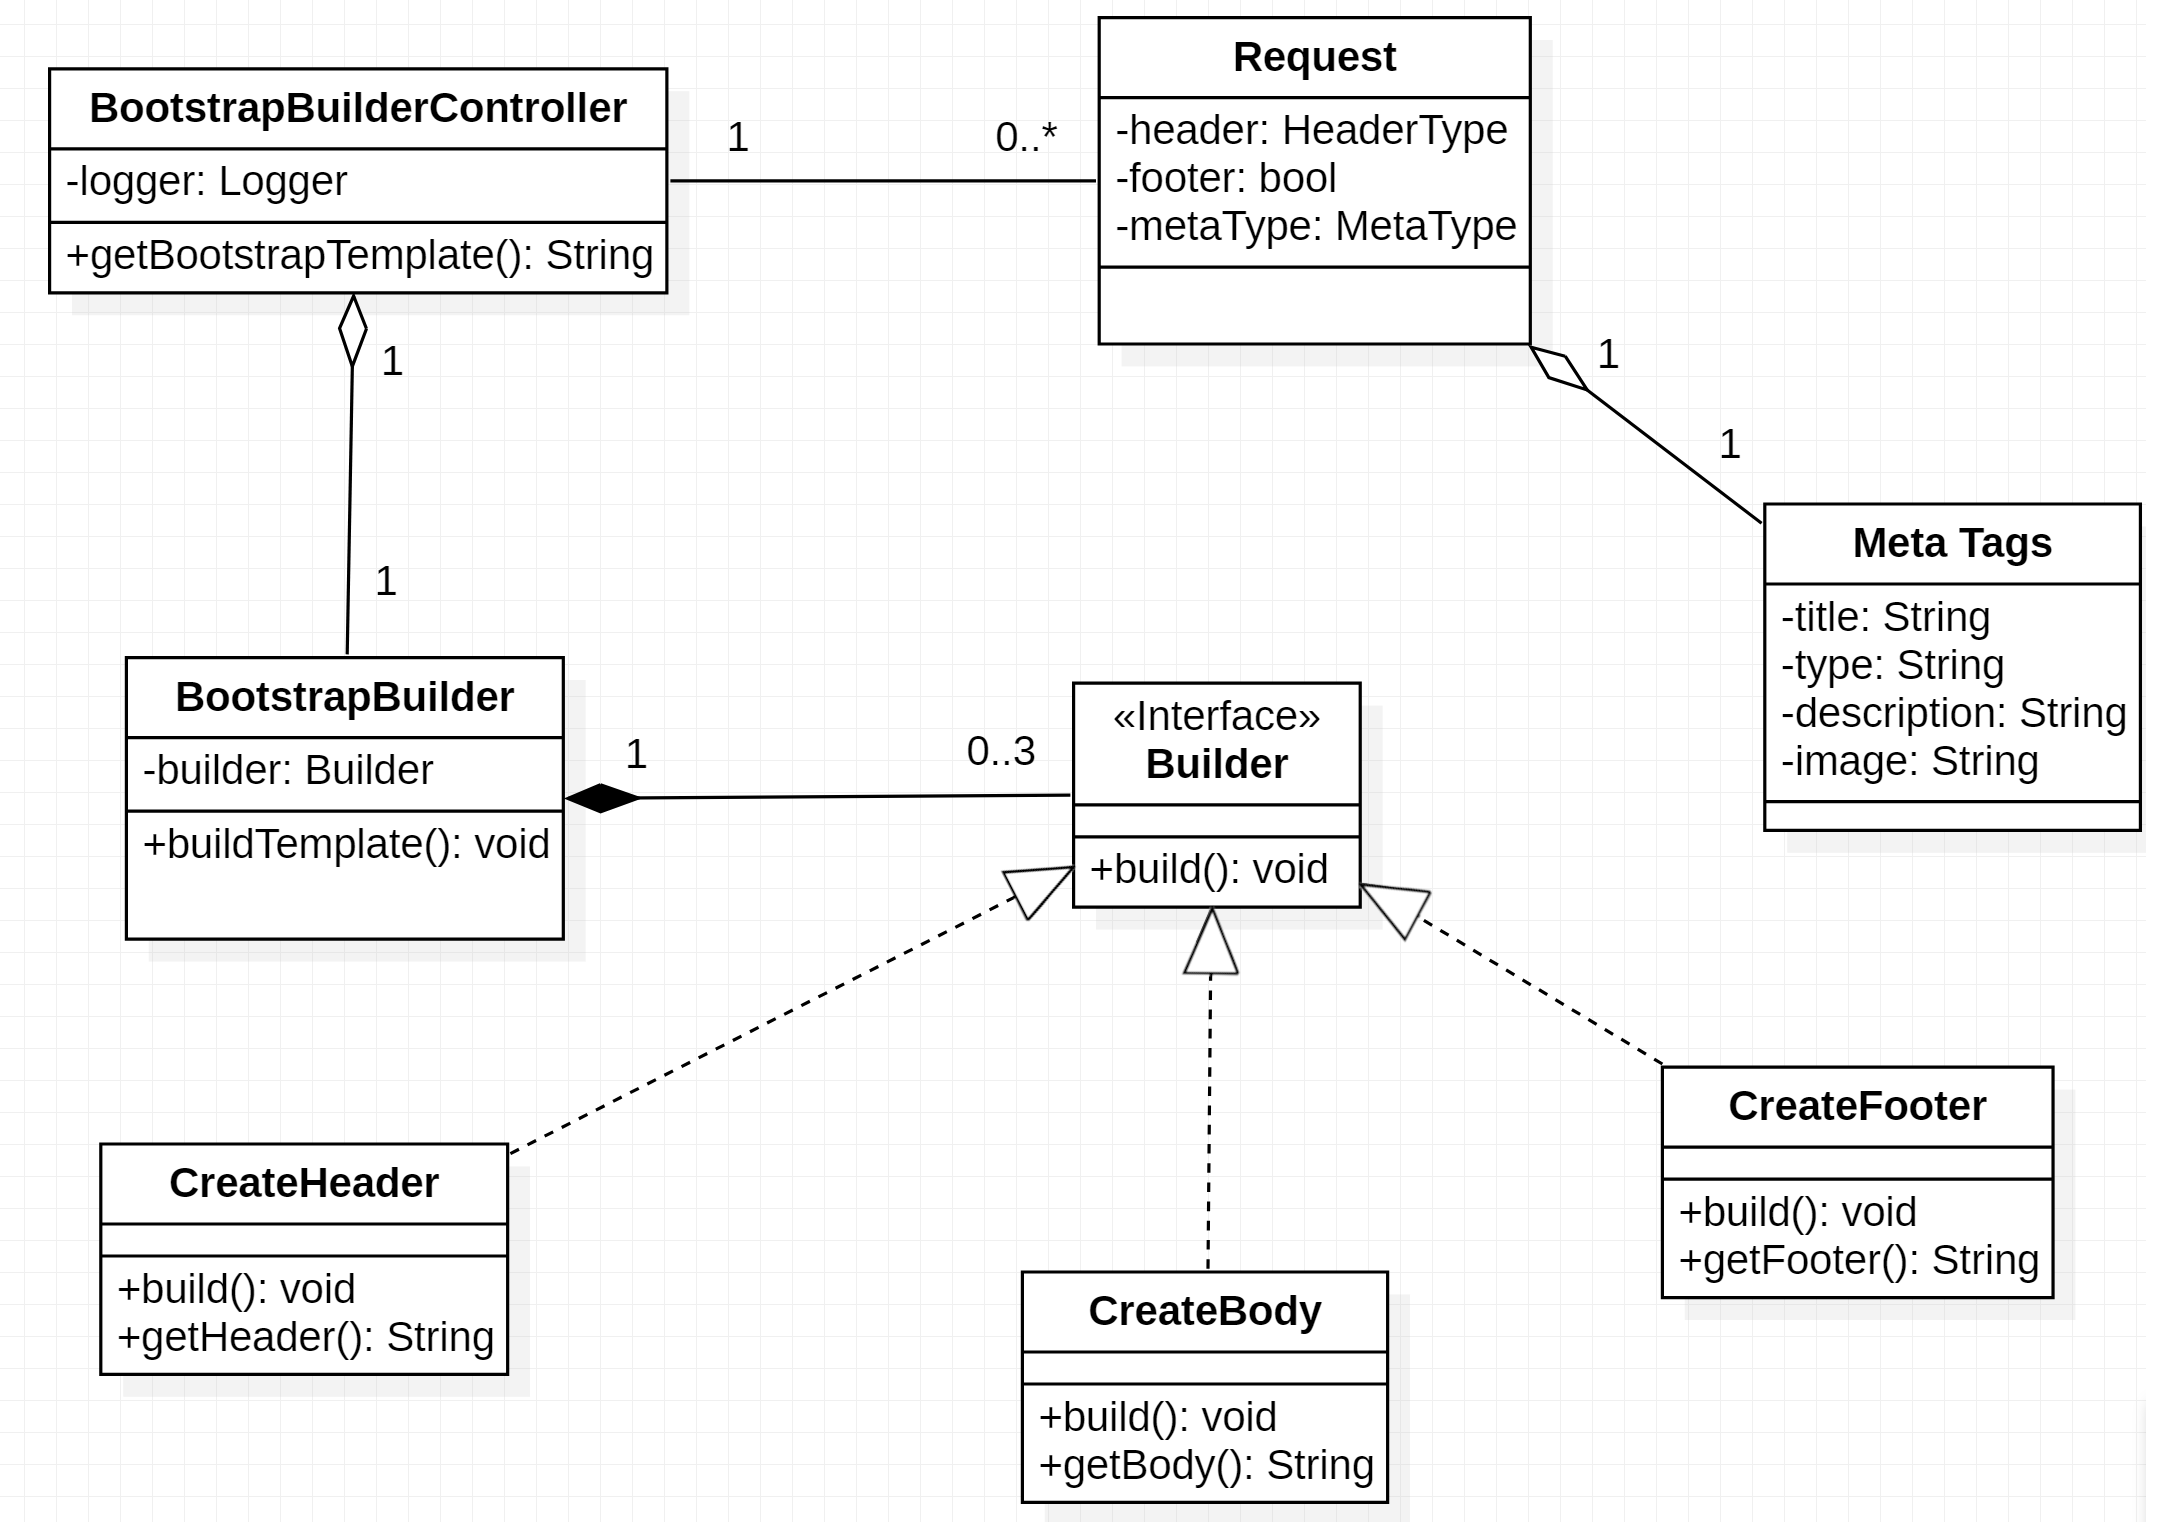 BootstrapBuilderController
-logger: Logger
+getBootstrapTemplate(): String
1
0..*
Request
-header: HeaderType
-footer: bool
-metaType: MetaType
1
1
1
1
Meta Tags
-title: String
-type: String
-description: String
-image: String
BootstrapBuilder
-builder: Builder
+buildTemplate(): void
1
0..3
«Interface»
Builder
+build(): void
CreateHeader
+build(): void
+getHeader(): String
CreateBody
+build(): void
+getBody(): String
CreateFooter
+build(): void
+getFooter(): String